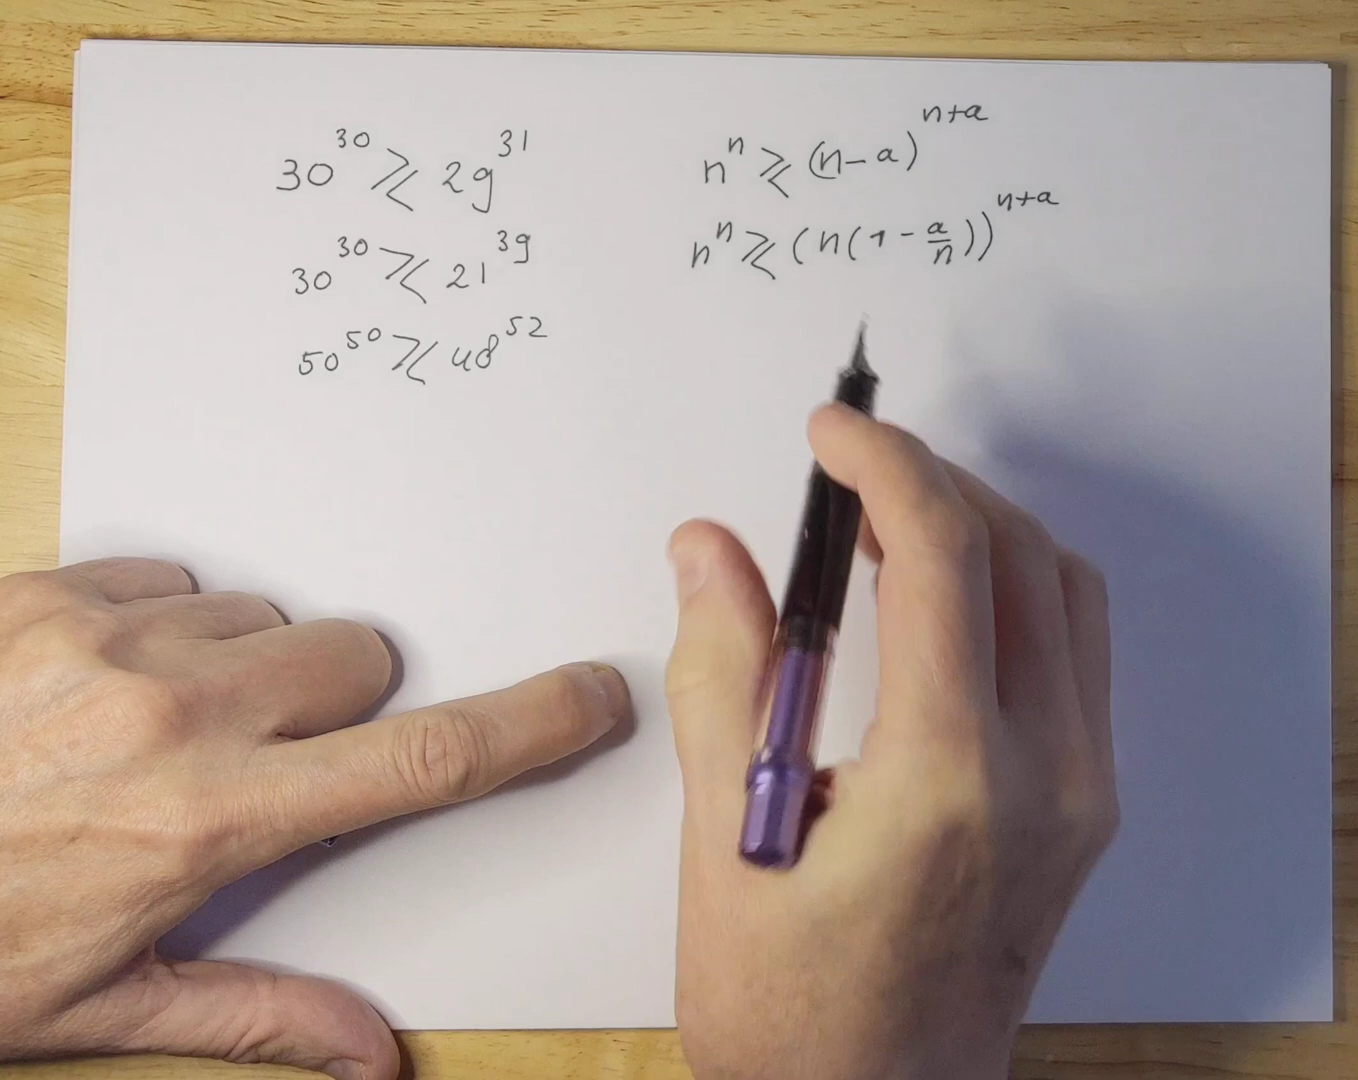 30^30 ⋛ 29^31
30^30 ⋛ 21^39
50^50 ⋛ 48^52
n^n ⋛ (n-a)^n+a
n^n ⋛ (n(1-a/n))^n+a